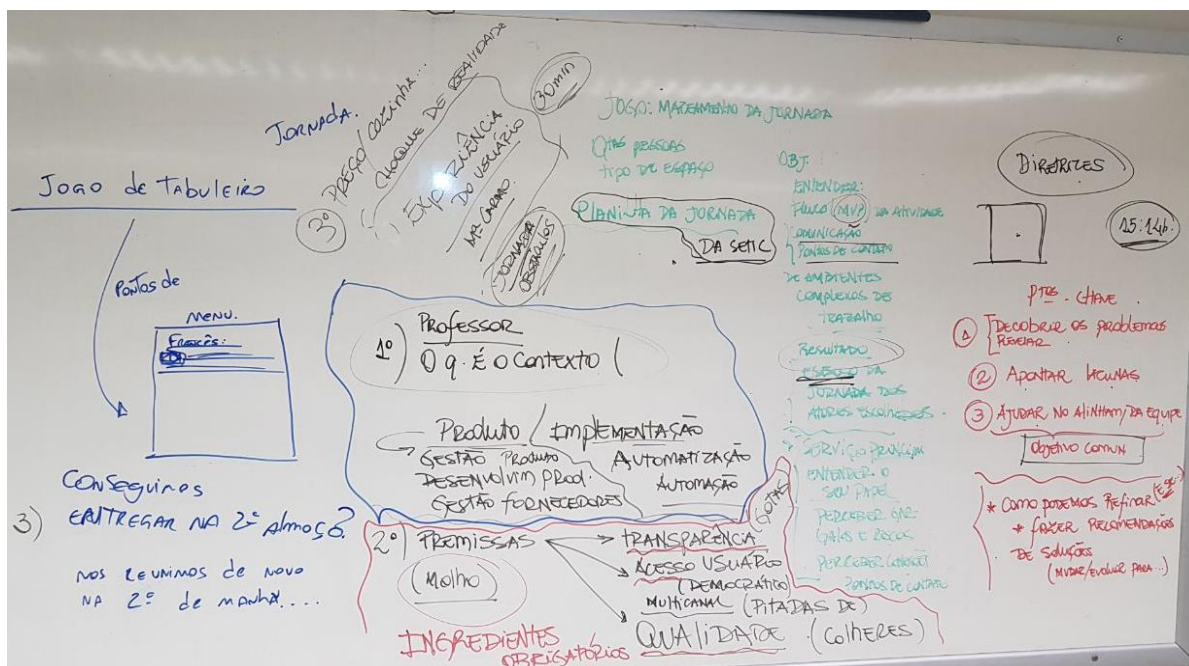 Jogo de Tabuleiro
Pontos de
MENU.
Francês:
Conseguimos
3) ENTREGAR NA 2ª Almoço?
NOS REUNIMOS DE NOVO
NA 2ª de manhã....
JORNADA.
3º PREÇO/COZINHA...
CHOQUE DE REALIDADE
EXPERIÊNCIA
DO USUÁRIO
JORNADA
OBSTÁCULOS
30min
1º) PROFESSOR
O q. É O CONTEXTO (
PRODUTO / IMPLEMENTAÇÃO
GESTÃO PRODUTO AUTOMATIZAÇÃO
DESENVOLVIM PROD. AUTOMAÇÃO
GESTÃO FORNECEDORES
2º) PREMISSAS
(Molho)
TRANSPARÊNCIA (GOTAS)
ACESSO USUÁRIO
(DEMOCRÁTICO)
MULTICANAL (PITADAS DE)
QUALIDADE (COLHERES)
INGREDIENTES
OBRIGATÓRIOS
JOGO: MAPEAMENTO DA JORNADA
Qtas PESSOAS
tipo DE ESPAÇO
PLANILHA DA JORNADA
DA SETIC
OBJ:
ENTENDER:
FLUXO (MVP) DA ATIVIDADE
COMUNICAÇÃO
PONTOS DE CONTATO
DE AMBIENTES
COMPLEXOS DE
TRABALHO
RESULTADO
ESBOÇO DA
JORNADA DOS
ATORES ESCOLHIDOS.
SERVIÇO PRINCIPAL
ENTENDER O
SEU PAPEL
PERCEBER GAR-
GALOS E
PERCEBER
PONTOS DE CONTATO
DIRETRIZES
15:14h.
Ptos. CHAVE
1 DECOBRIR OS PROBLEMAS
2 APONTAR LACUNAS
3 AJUDAR NO ALINHAM/DA EQUIPE
Objetivo COMUM
* COMO PODEMOS REFINAR
* FAZER RECOMENDAÇÕES
DE SOLUÇÕES
(MUDAR/EVOLUIR PARA...)